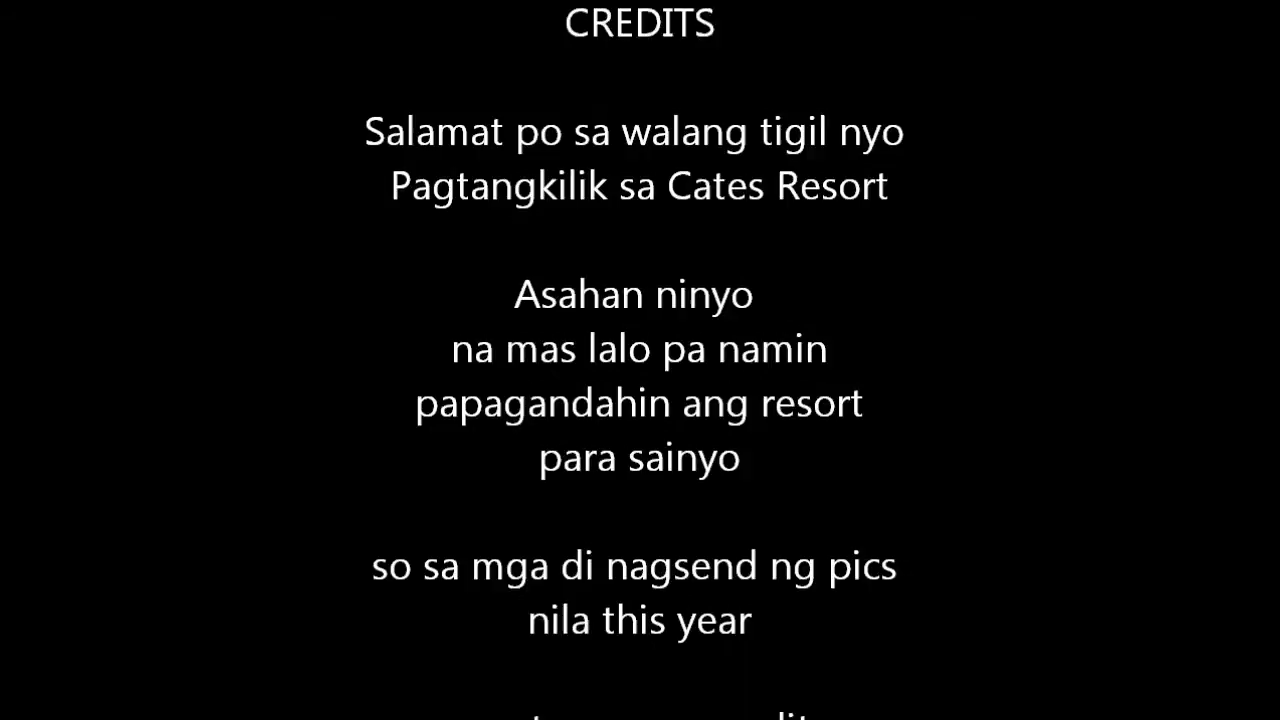 CREDITS
Salamat po sa walang tigil nyo
Pagtangkilik sa Cates Resort
Asahan ninyo
na mas lalo pa namin
papagandahin ang resort
para sainyo
so sa mga di nagsend ng pics
nila this year